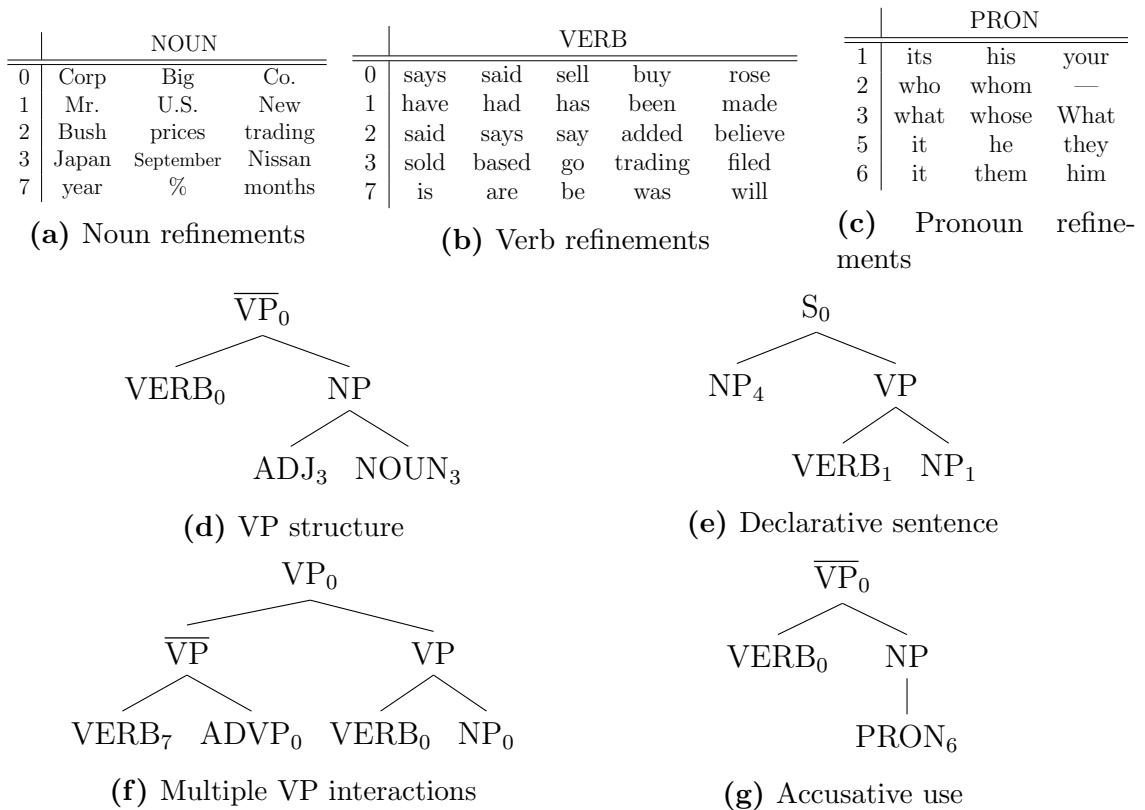 NOUN
0 Corp Big Co.
1 Mr. U.S. New
2 Bush prices trading
3 Japan September Nissan
7 year % months
(a) Noun refinements
VERB
0 says said sell buy rose
1 have had has been made
2 said says say added believe
3 sold based go trading filed
7 is are be was will
(b) Verb refinements
PRON
1 its his your
2 who whom —
3 what whose What
5 it he they
6 it them him
(c) Pronoun refine-
ments
V̅P̅₀
VERB₀ NP
ADJ₃ NOUN₃
(d) VP structure
S₀
NP₄ VP
VERB₁ NP₁
(e) Declarative sentence
VP₀
V̅P̅ VP
VERB₇ ADVP₀ VERB₀ NP₀
(f) Multiple VP interactions
V̅P̅₀
VERB₀ NP
PRON₆
(g) Accusative use